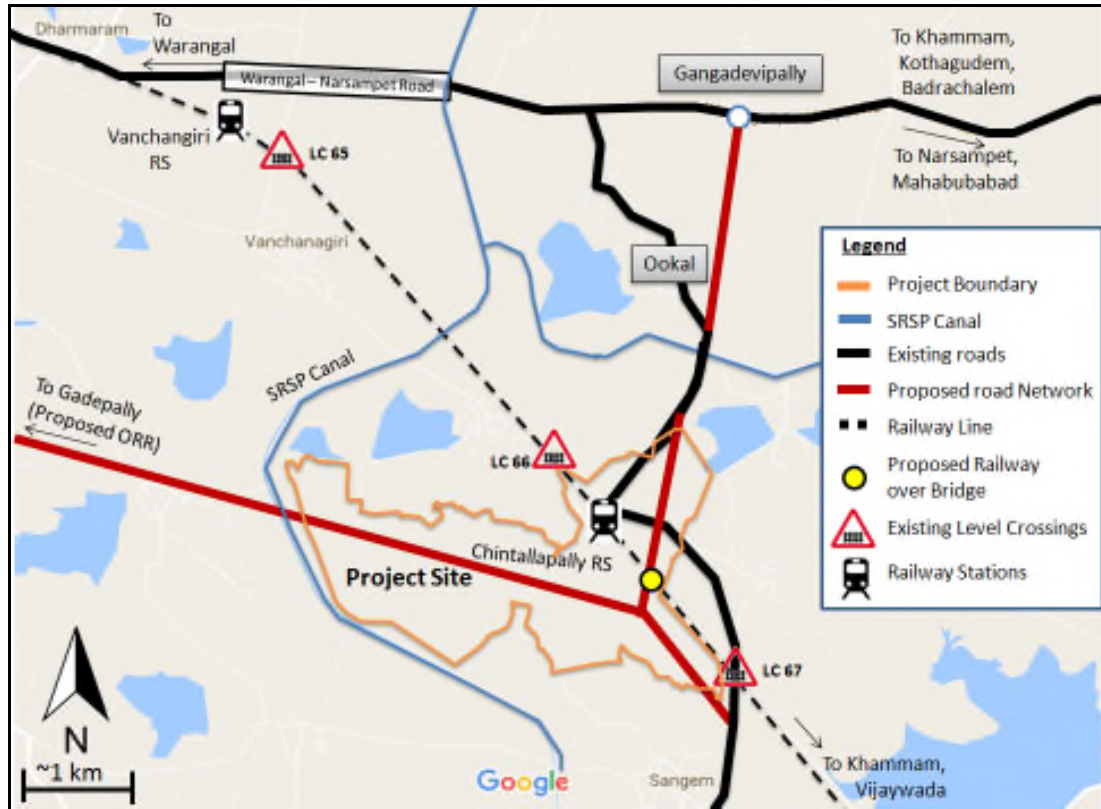 Dharmaram
To
Warangal
Warangal – Narsampet Road
Gangadevipally
To Khammam,
Kothagudem,
Badrachalem
To Narsampet,
Mahabubabad
Vanchangiri
RS
LC 65
Vanchanagiri
Ookal
Legend
Project Boundary
SRSP Canal
Existing roads
Proposed road Network
Railway Line
Proposed Railway
over Bridge
Existing Level Crossings
Railway Stations
SRSP Canal
To Gadepally
(Proposed ORR)
LC 66
Chintallapally RS
Project Site
LC 67
N
~1 km
Google
Sangem
To Khammam,
Vijaywada